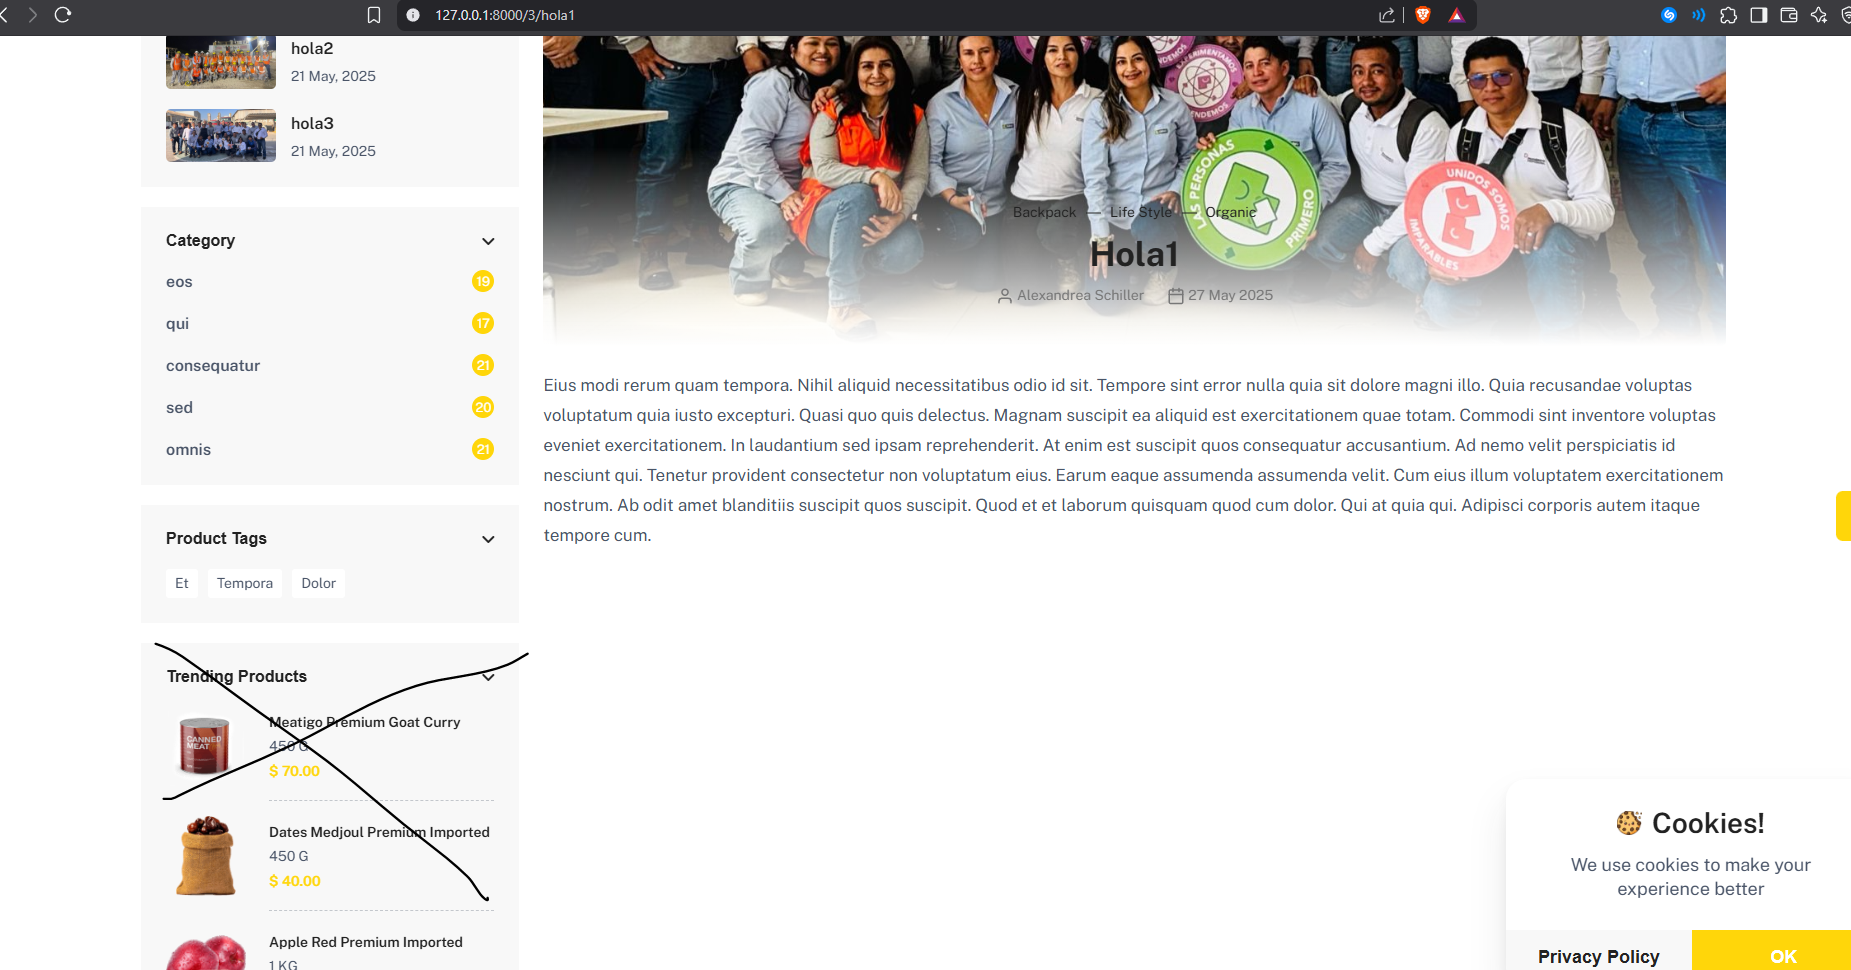 127.0.0.1:8000/3/hola1
hola2
21 May, 2025
hola3
21 May, 2025
Category
eos 19
qui 17
consequatur 21
sed 20
omnis 21
Product Tags
Et Tempora Dolor
Trending Products
Meatigo Premium Goat Curry
450 G
$ 70.00
CANNED
MEAT
Dates Medjoul Premium Imported
450 G
$ 40.00
Apple Red Premium Imported
1 KG
EXPERIMENTAMOS
LAS PERSONAS
PRIMERO
UNIDOS SOMOS
IMPARABLES
Backpack — Life Style — Organic
Hola1
Alexandrea Schiller 27 May 2025
Eius modi rerum quam tempora. Nihil aliquid necessitatibus odio id sit. Tempore sint error nulla quia sit dolore magni illo. Quia recusandae voluptas
voluptatum quia iusto excepturi. Quasi quo quis delectus. Magnam suscipit ea aliquid est exercitationem quae totam. Commodi sint inventore voluptas
eveniet exercitationem. In laudantium sed ipsam reprehenderit. At enim est suscipit quos consequatur accusantium. Ad nemo velit perspiciatis id
nesciunt qui. Tenetur provident consectetur non voluptatum eius. Earum eaque assumenda assumenda velit. Cum eius illum voluptatem exercitationem
nostrum. Ab odit amet blanditiis suscipit quos suscipit. Quod et et laborum quisquam quod cum dolor. Qui at quia qui. Adipisci corporis autem itaque
tempore cum.
Cookies!
We use cookies to make your
experience better
Privacy Policy OK